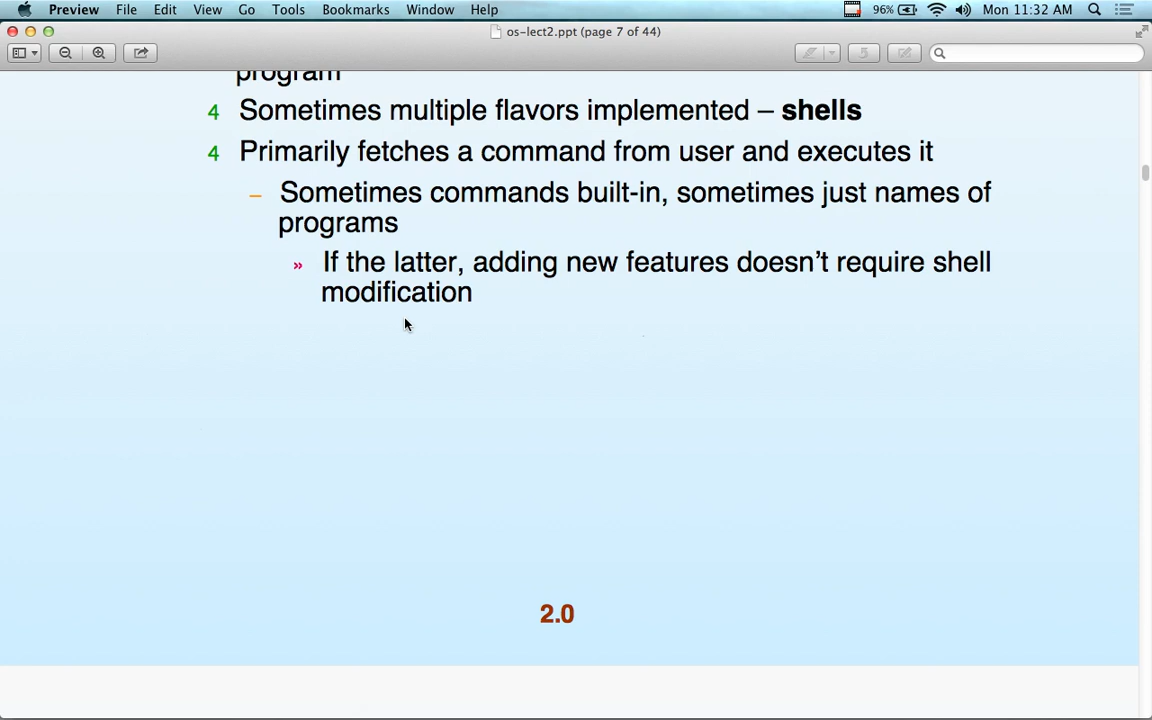 Preview File Edit View Go Tools Bookmarks Window Help 96% Mon 11:32 AM
os-lect2.ppt (page 7 of 44)
program
4 Sometimes multiple flavors implemented – shells
4 Primarily fetches a command from user and executes it
– Sometimes commands built-in, sometimes just names of
programs
» If the latter, adding new features doesn't require shell
modification
2.0